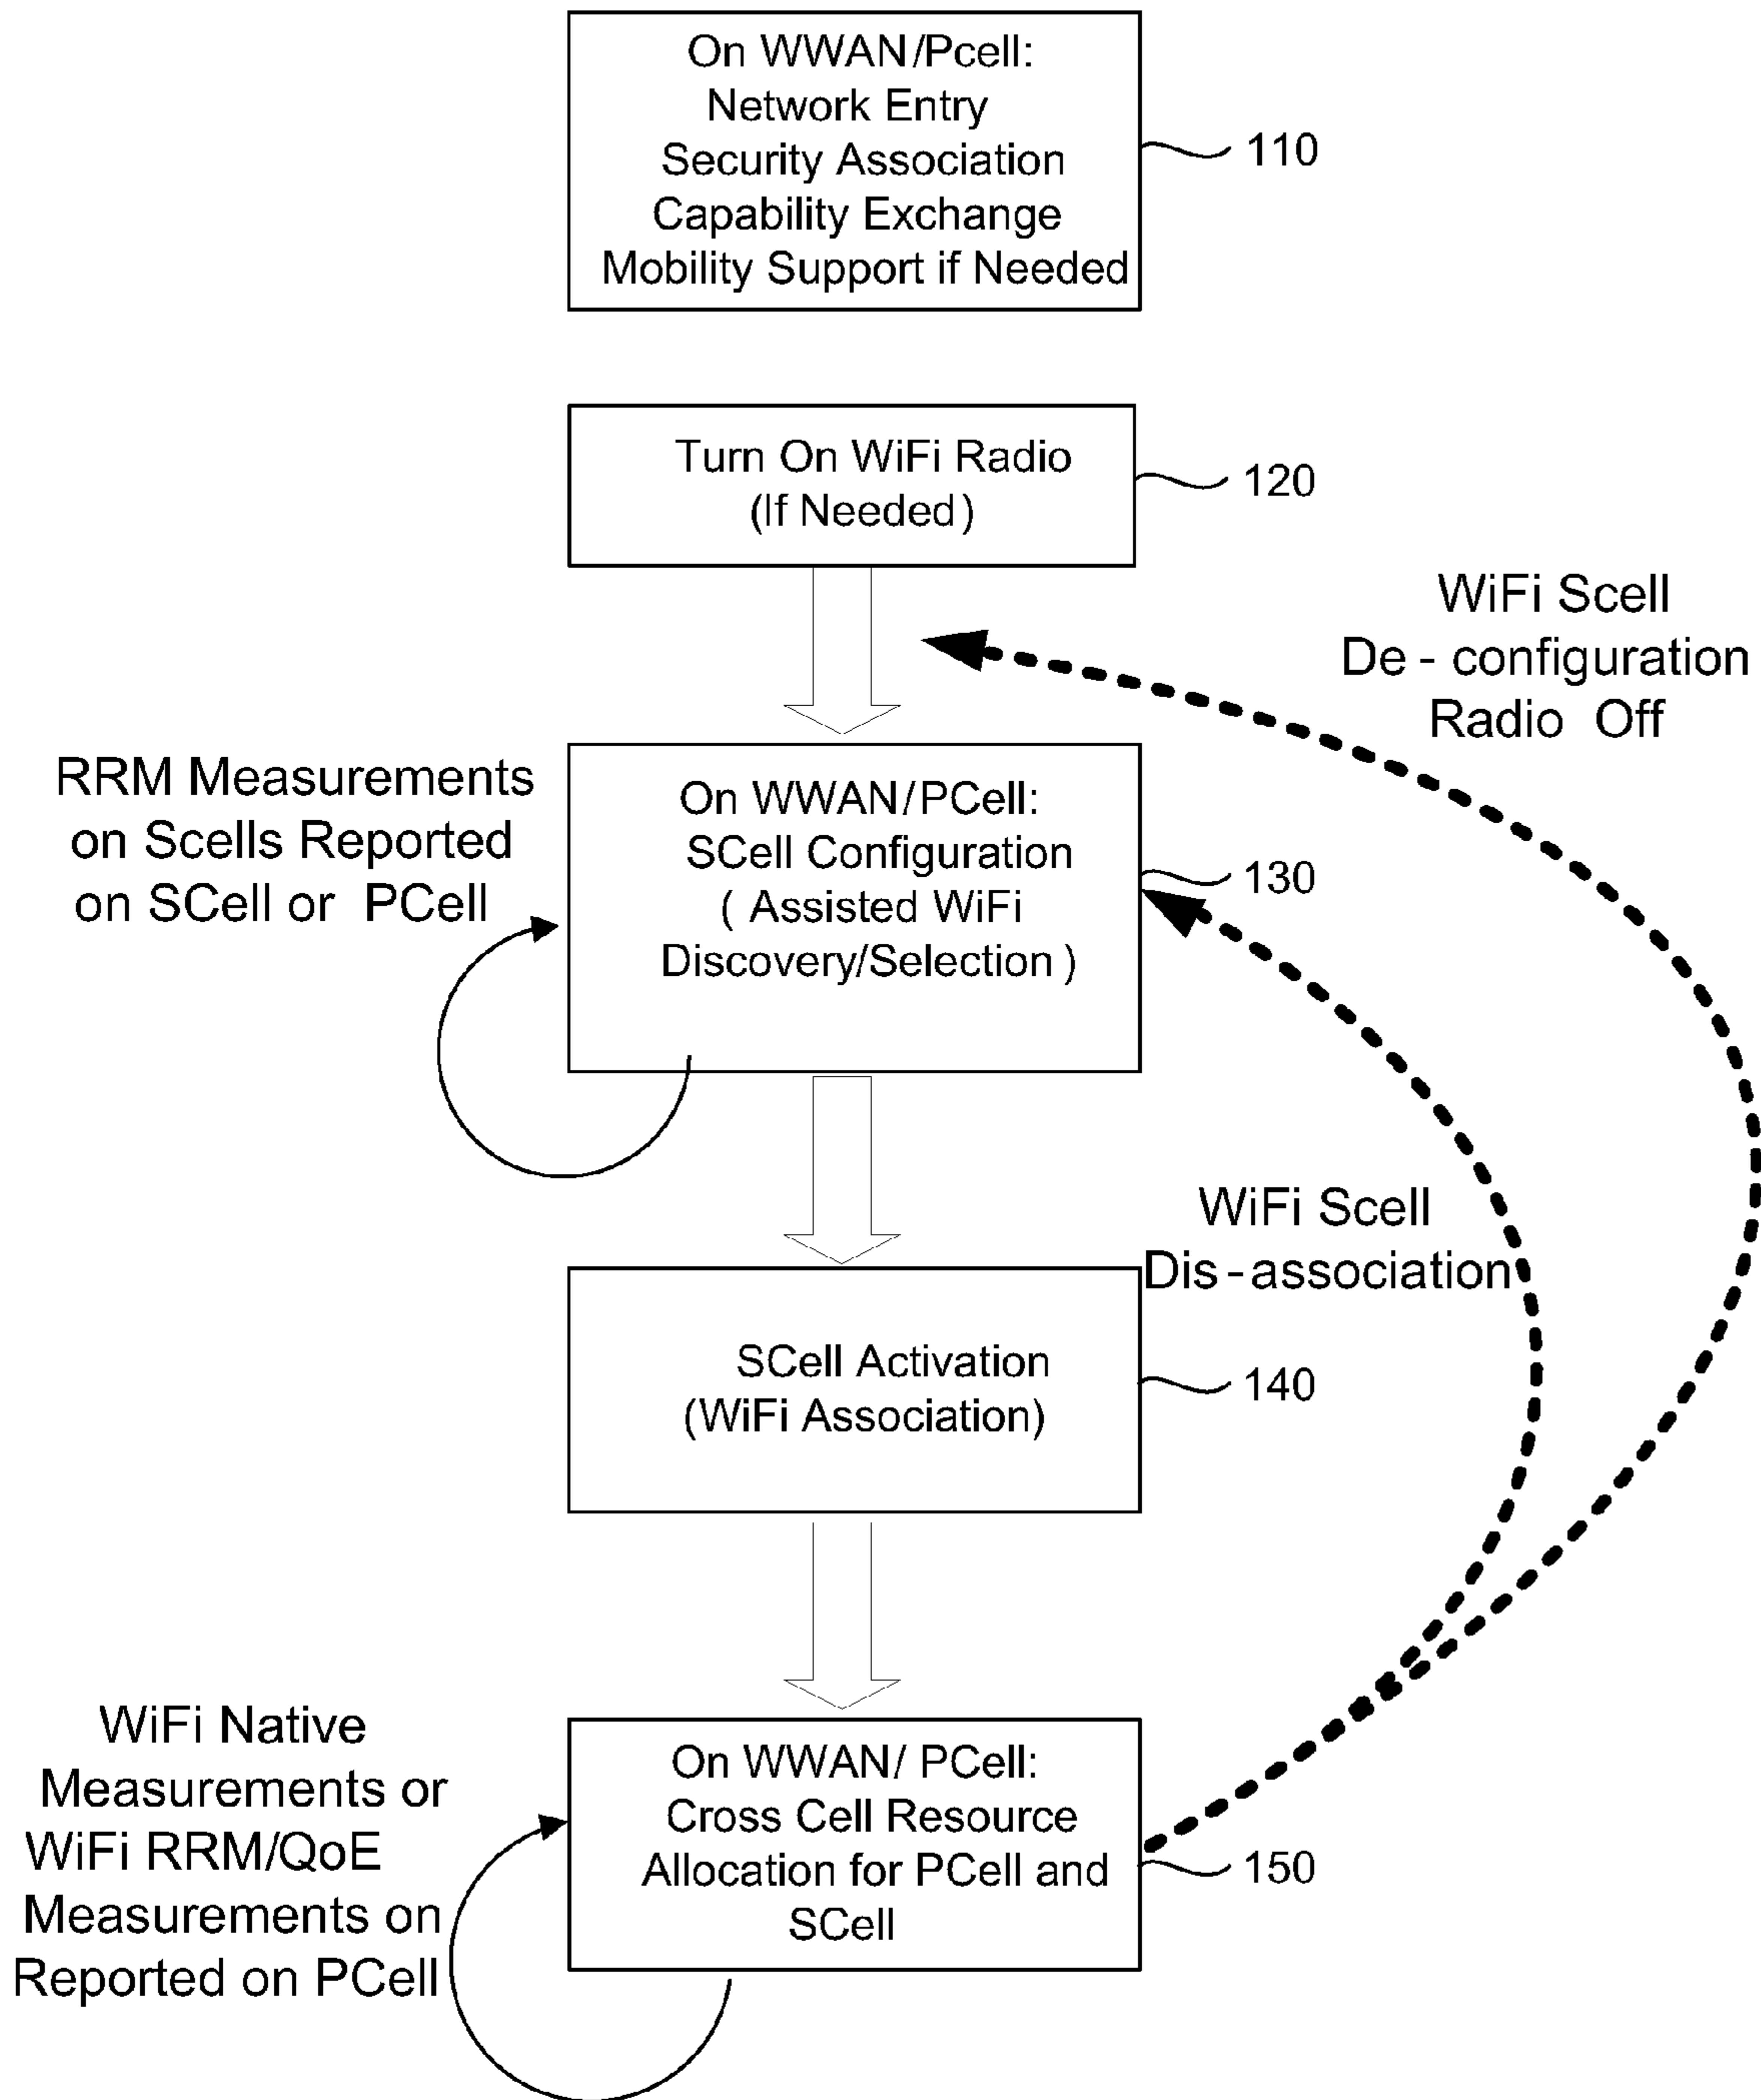 On WWAN/Pcell:
Network Entry
Security Association
Capability Exchange
Mobility Support if Needed
110
Turn On WiFi Radio
(If Needed)
120
WiFi Scell
De - configuration
Radio Off
RRM Measurements
on Scells Reported
on SCell or PCell
On WWAN/PCell:
SCell Configuration
( Assisted WiFi
Discovery/Selection )
130
WiFi Scell
Dis-association
SCell Activation
(WiFi Association)
140
WiFi Native
Measurements or
WiFi RRM/QoE
Measurements on
Reported on PCell
On WWAN/ PCell:
Cross Cell Resource
Allocation for PCell and
SCell
150